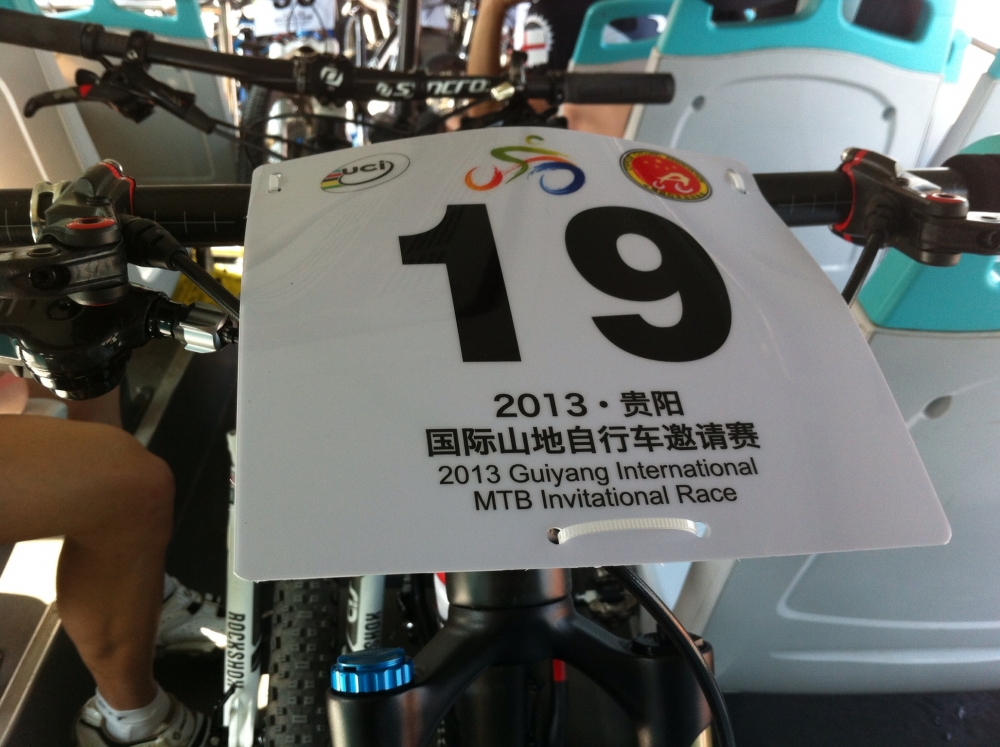 SYNCRO
UCI
19
2013·贵阳
国际山地自行车邀请赛
2013 Guiyang International
MTB Invitational Race
ROCKSHOX